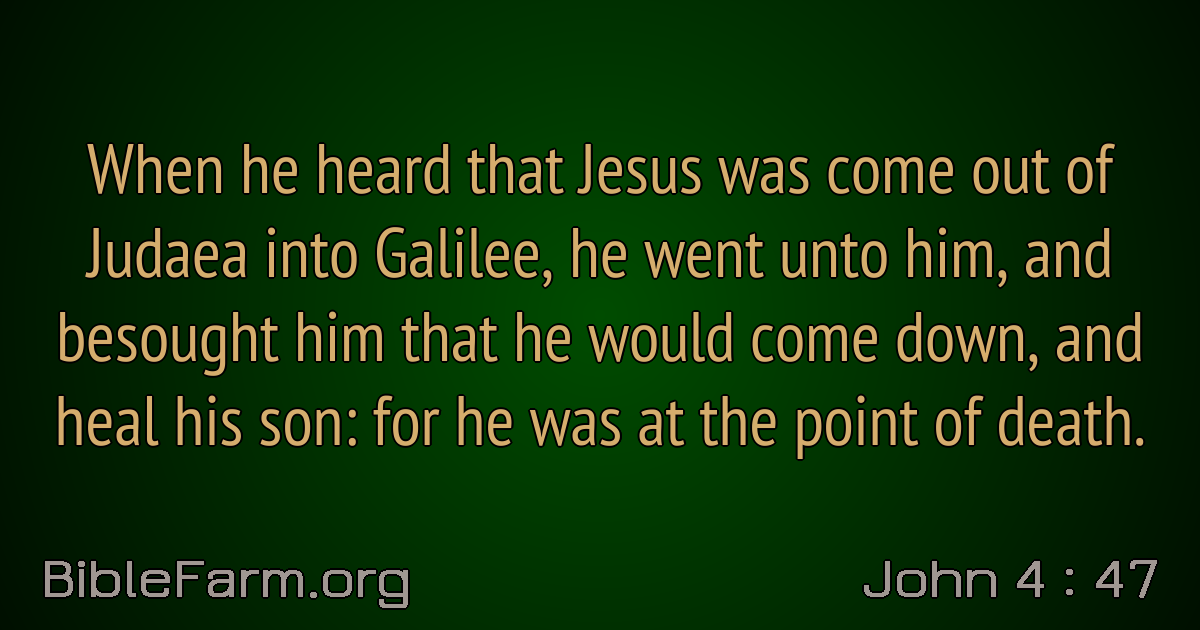 When he heard that Jesus was come out of
Judaea into Galilee, he went unto him, and
besought him that he would come down, and
heal his son: for he was at the point of death.
BibleFarm.org
John 4 : 47